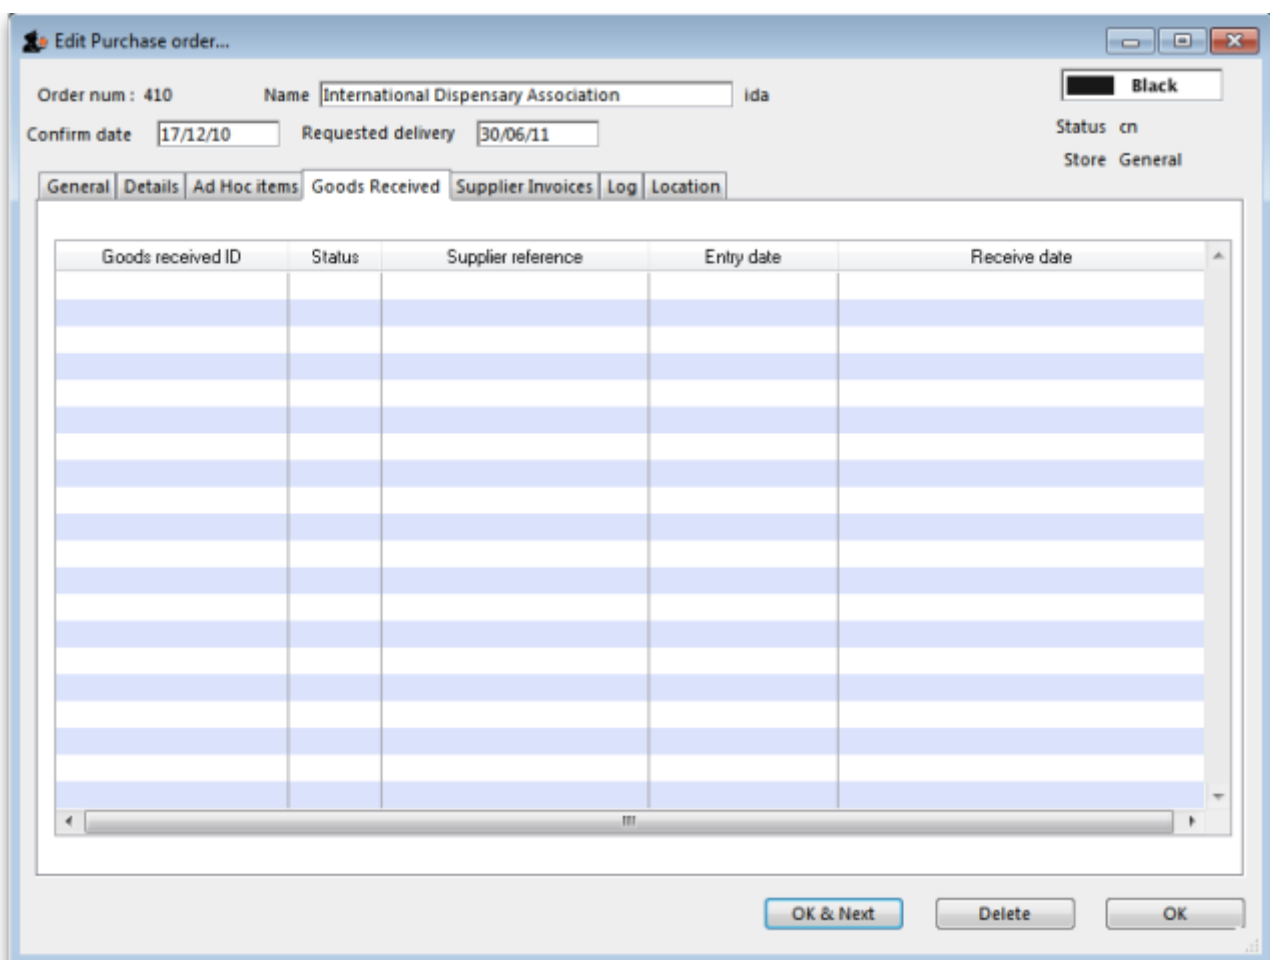 Edit Purchase order...
Order num : 410 Name International Dispensary Association ida Black
Confirm date 17/12/10 Requested delivery 30/06/11 Status cn
Store General
General Details Ad Hoc items Goods Received Supplier Invoices Log Location
Goods received ID Status Supplier reference Entry date Receive date
OK & Next Delete OK